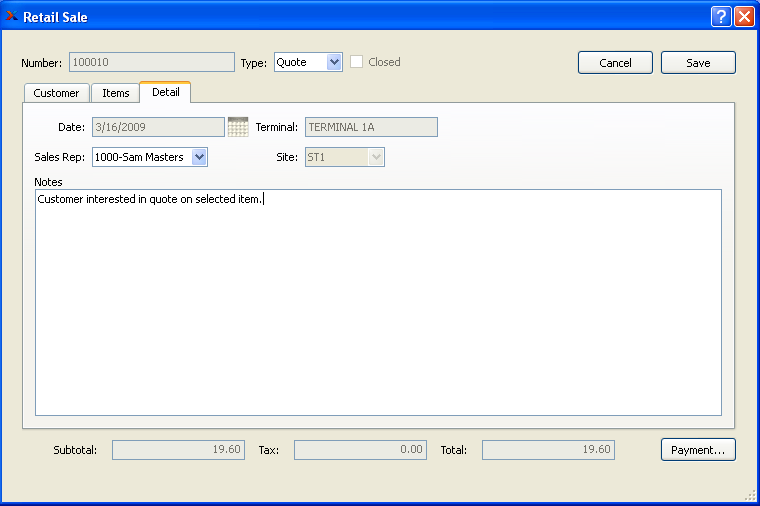 Retail Sale
Number: 100010 Type: Quote Closed Cancel Save
Customer Items Detail
Date: 3/16/2009 Terminal: TERMINAL 1A
Sales Rep: 1000-Sam Masters Site: ST1
Notes
Customer interested in quote on selected item.
Subtotal: 19.60 Tax: 0.00 Total: 19.60 Payment...